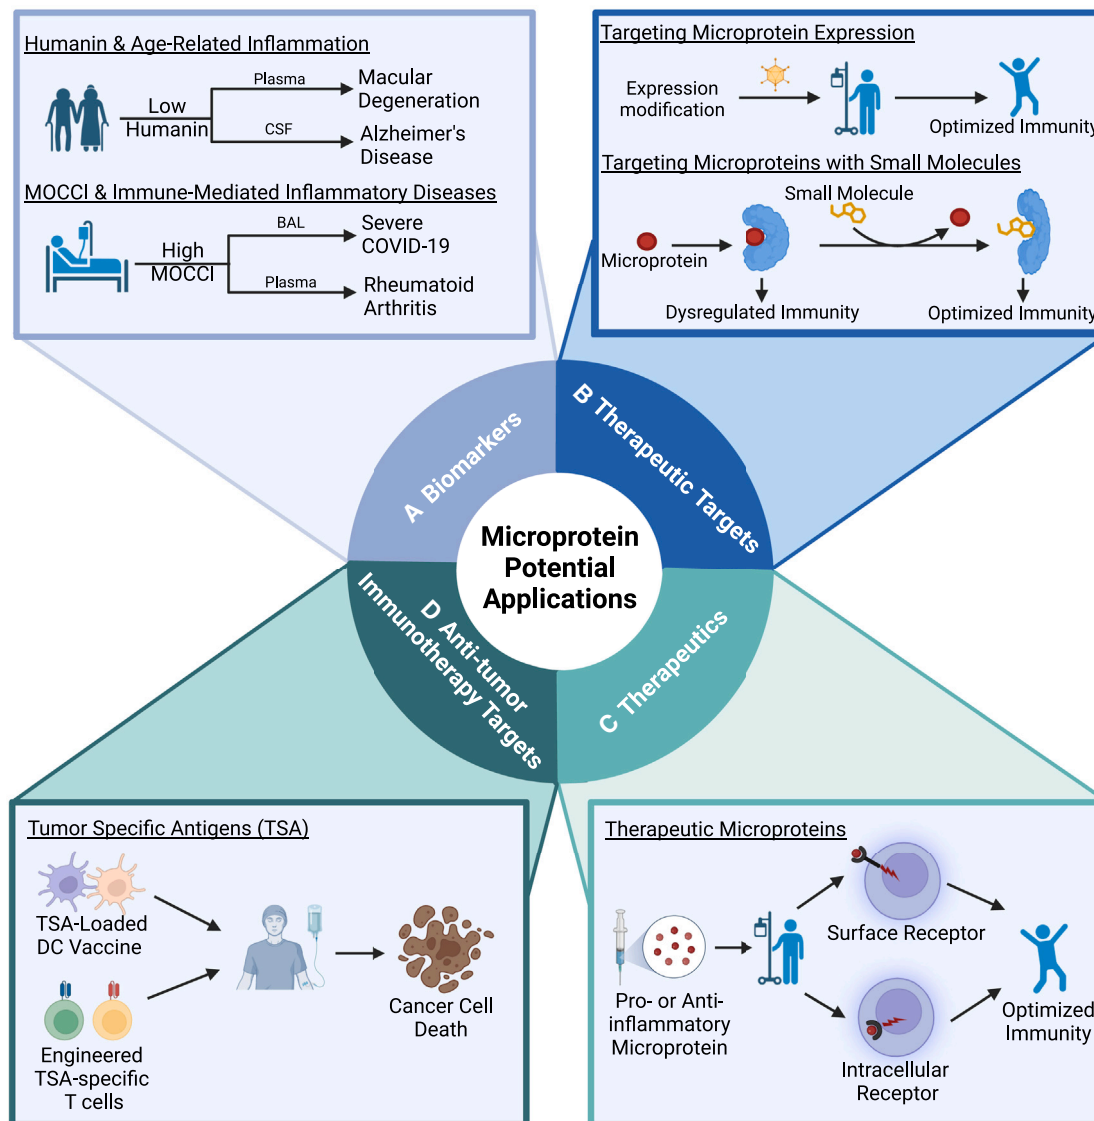 Humanin & Age-Related Inflammation
Low
Humanin
Plasma
Macular
Degeneration
CSF
Alzheimer's
Disease
MOCCI & Immune-Mediated Inflammatory Diseases
High
MOCCI
BAL
Severe
COVID-19
Plasma
Rheumatoid
Arthritis
Targeting Microprotein Expression
Expression
modification
Optimized Immunity
Targeting Microproteins with Small Molecules
Small Molecule
Microprotein
Dysregulated Immunity
Optimized Immunity
A Biomarkers
B Therapeutic Targets
Microprotein
Potential
Applications
D Anti-tumor
Immunotherapy Targets
C Therapeutics
Tumor Specific Antigens (TSA)
TSA-Loaded
DC Vaccine
Engineered
TSA-specific
T cells
Cancer Cell
Death
Therapeutic Microproteins
Pro- or Anti-
inflammatory
Microprotein
Surface Receptor
Intracellular
Receptor
Optimized
Immunity